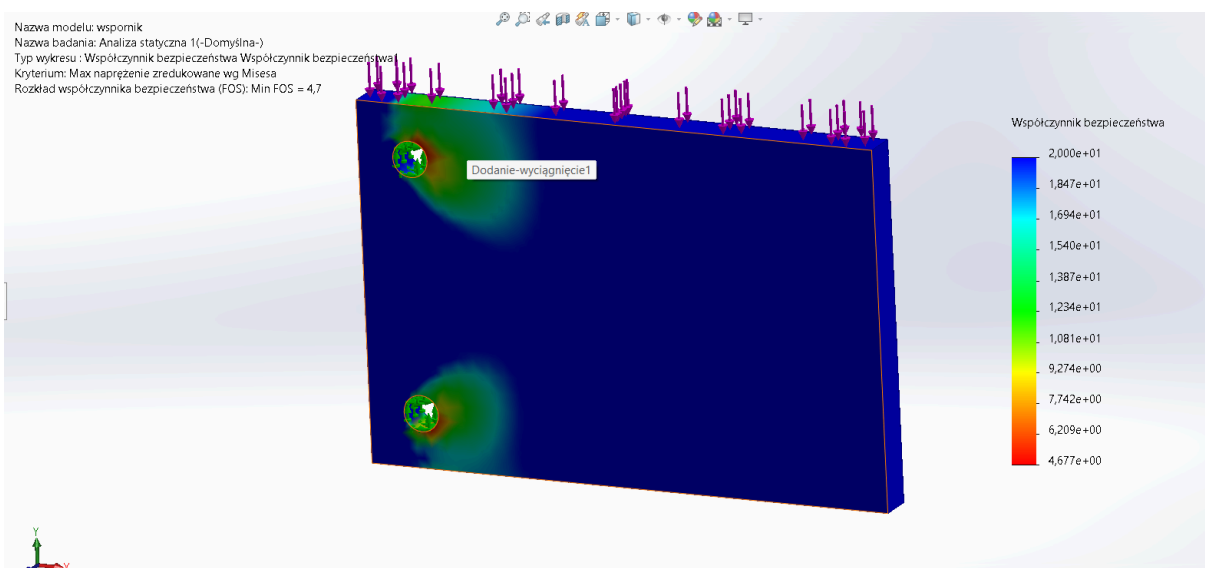 Nazwa modelu: wspornik
Nazwa badania: Analiza statyczna 1(-Domyślna-)
Typ wykresu : Współczynnik bezpieczeństwa Współczynnik bezpieczeństwa1
Kryterium: Max naprężenie zredukowane wg Misesa
Rozkład współczynnika bezpieczeństwa (FOS): Min FOS = 4,7
Dodanie-wyciągnięcie1
Współczynnik bezpieczeństwa
2,000e+01
1,847e+01
1,694e+01
1,540e+01
1,387e+01
1,234e+01
1,081e+01
9,274e+00
7,742e+00
6,209e+00
4,677e+00
Y
X